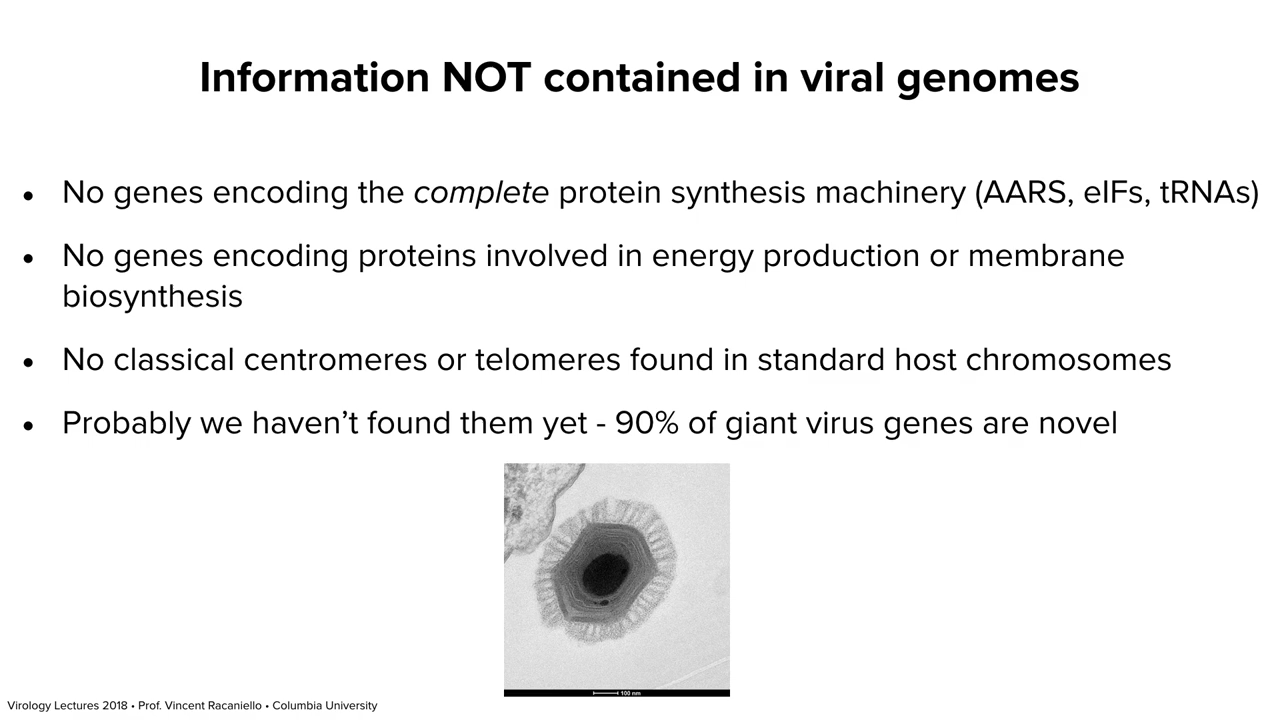 Information NOT contained in viral genomes
• No genes encoding the complete protein synthesis machinery (AARS, eIFs, tRNAs)
• No genes encoding proteins involved in energy production or membrane
biosynthesis
• No classical centromeres or telomeres found in standard host chromosomes
• Probably we haven’t found them yet - 90% of giant virus genes are novel
100 nm
Virology Lectures 2018 • Prof. Vincent Racaniello • Columbia University